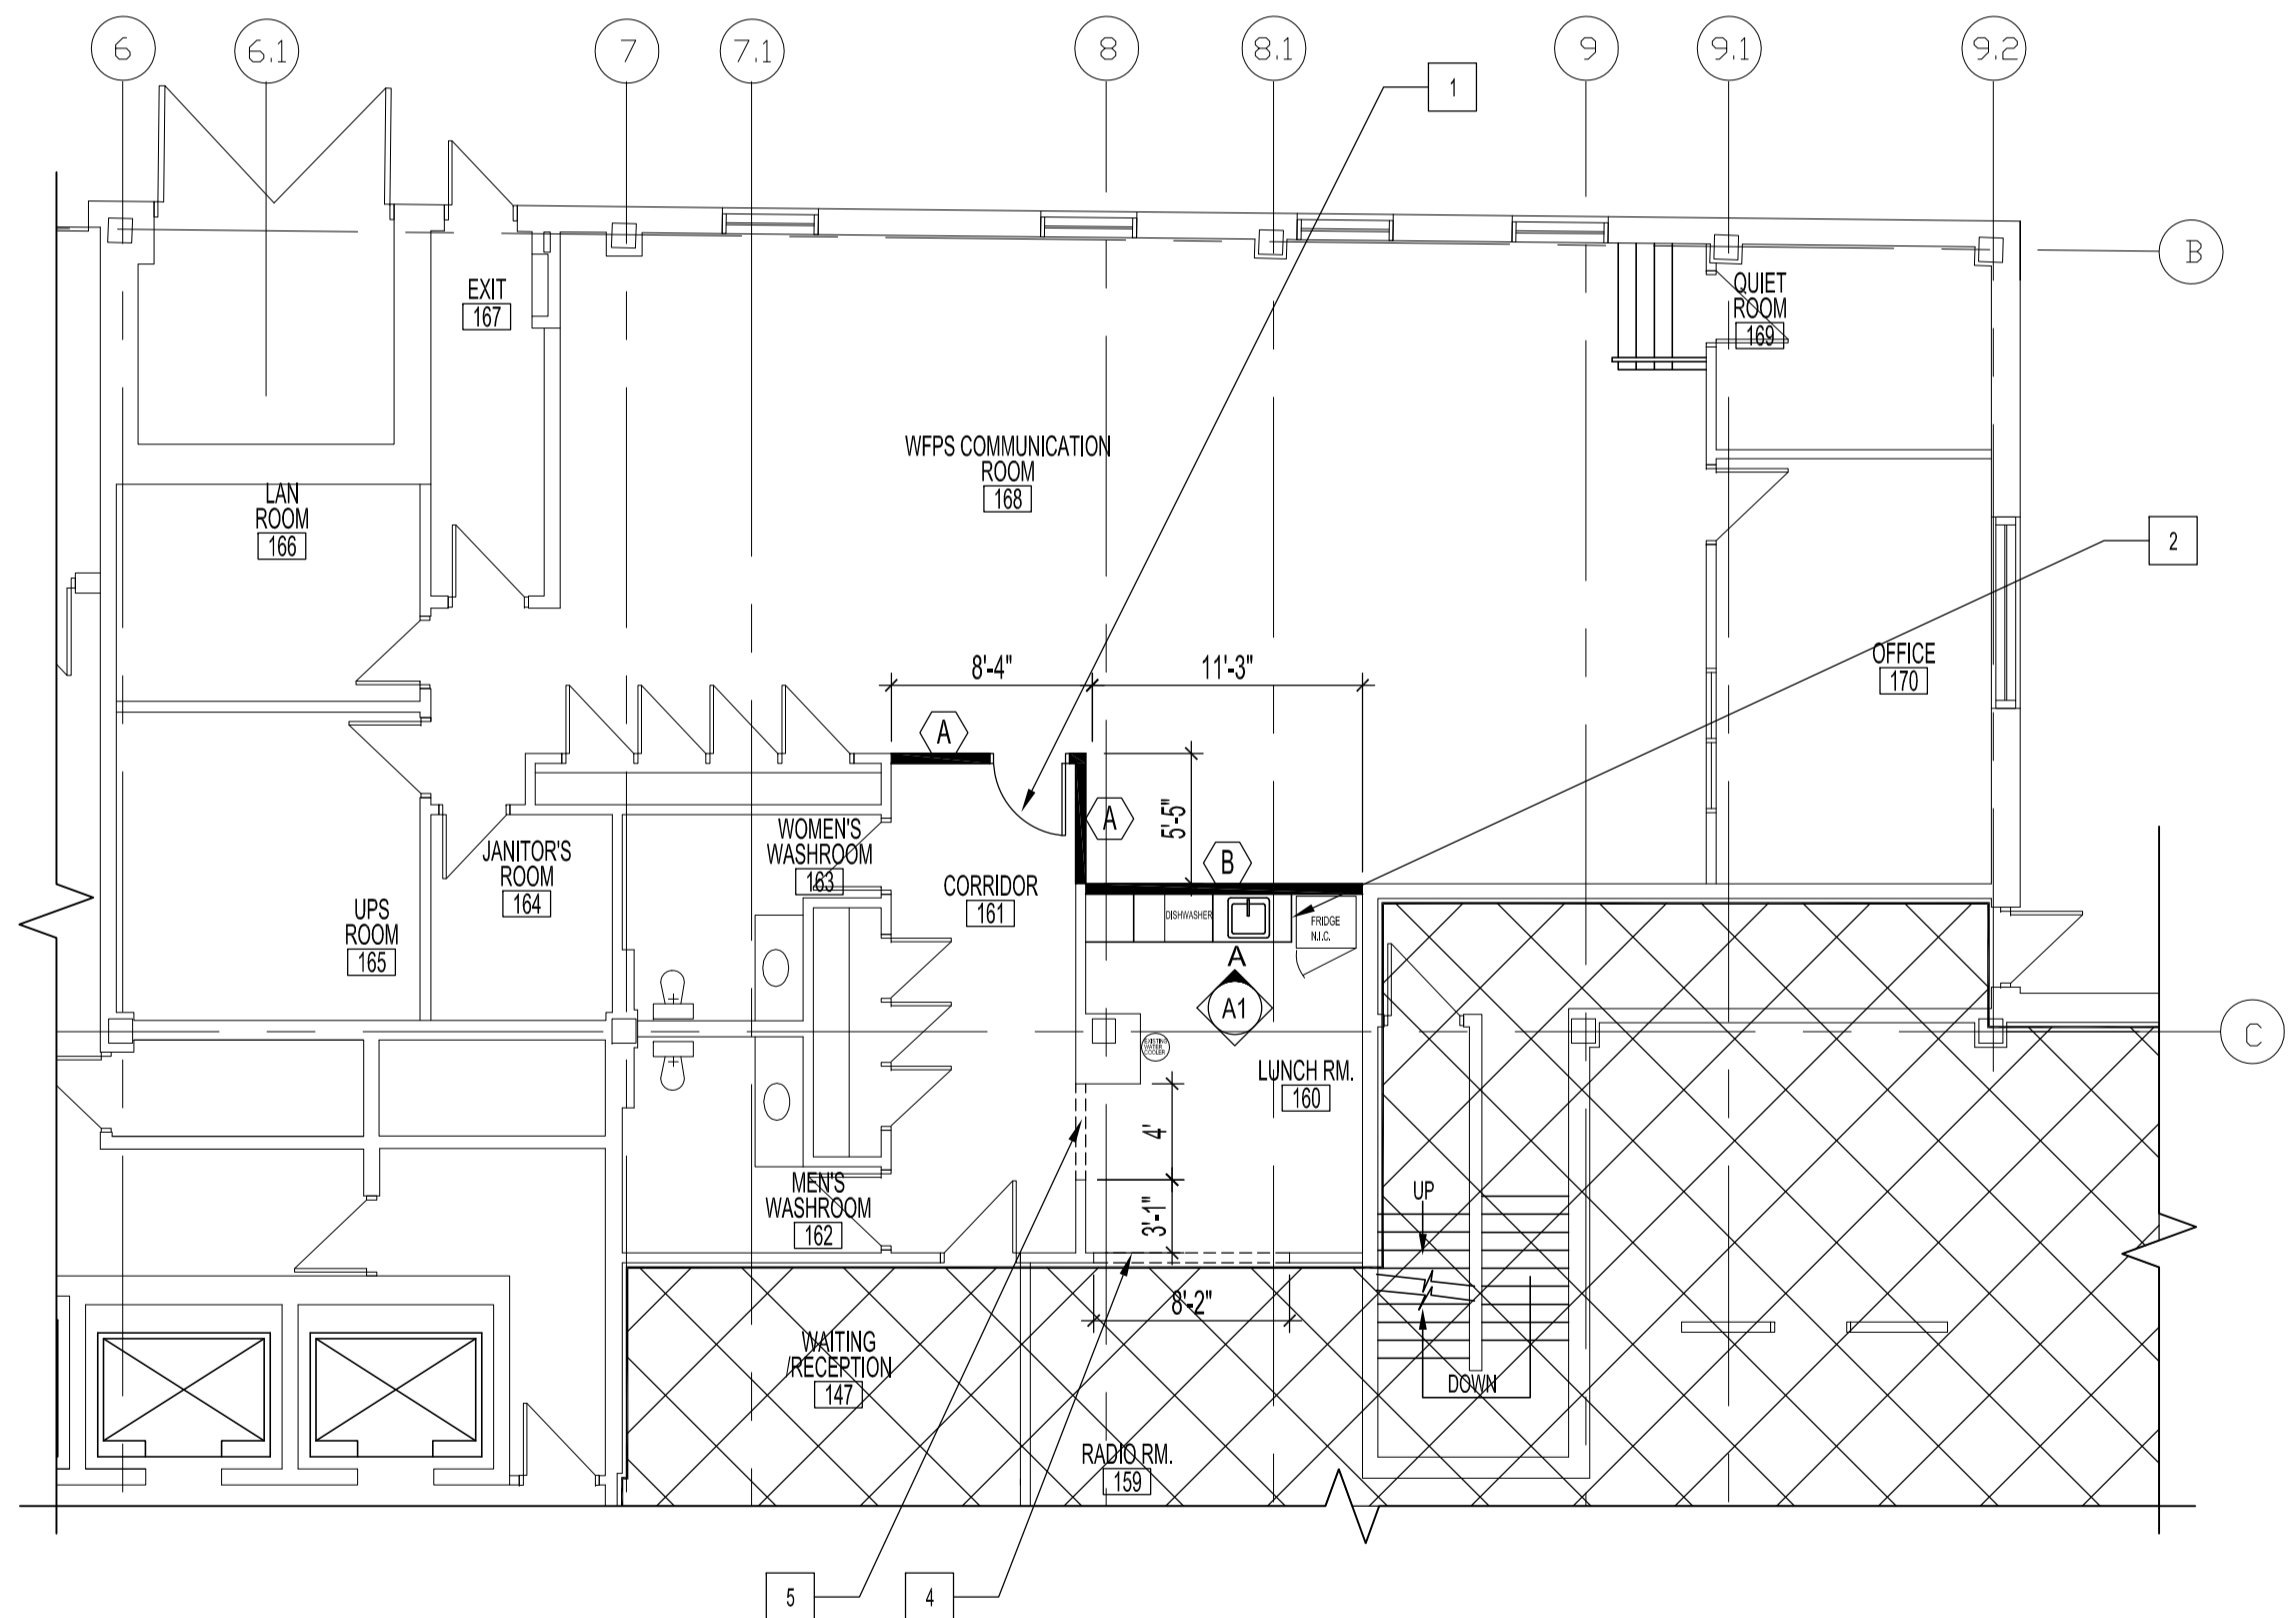 6
6.1
7
7.1
8
8.1
9
9.1
9.2
1
B
EXIT
167
QUIET
ROOM
169
WFPS COMMUNICATION
ROOM
168
LAN
ROOM
166
2
8'-4"
11'-3"
OFFICE
170
A
A
5'-5"
B
WOMEN'S
WASHROOM
163
JANITOR'S
ROOM
164
CORRIDOR
161
UPS
ROOM
165
DISHWASHER
FRIDGE
N.I.C.
A
A1
C
EXISTING
WATER
COOLER
LUNCH RM.
160
4'
MEN'S
WASHROOM
162
3'-1"
UP
8'-2"
WAITING
/RECEPTION
147
DOWN
RADIO RM.
159
5
4